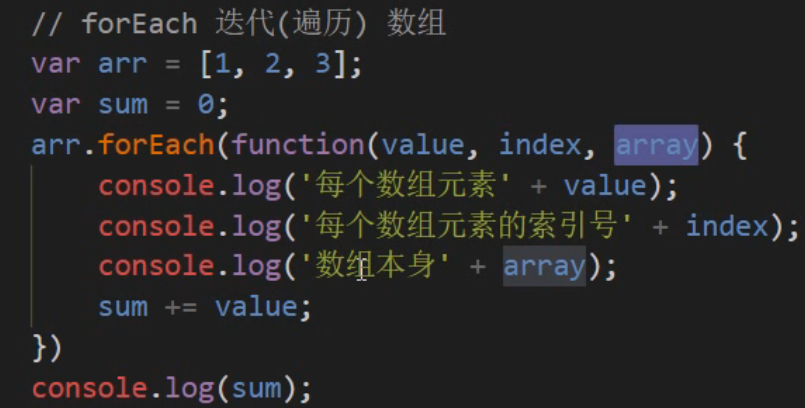 // forEach 迭代(遍历) 数组
var arr = [1, 2, 3];
var sum = 0;
arr.forEach(function(value, index, array) {
    console.log('每个数组元素' + value);
    console.log('每个数组元素的索引号' + index);
    console.log('数组本身' + array);
    sum += value;
})
console.log(sum);